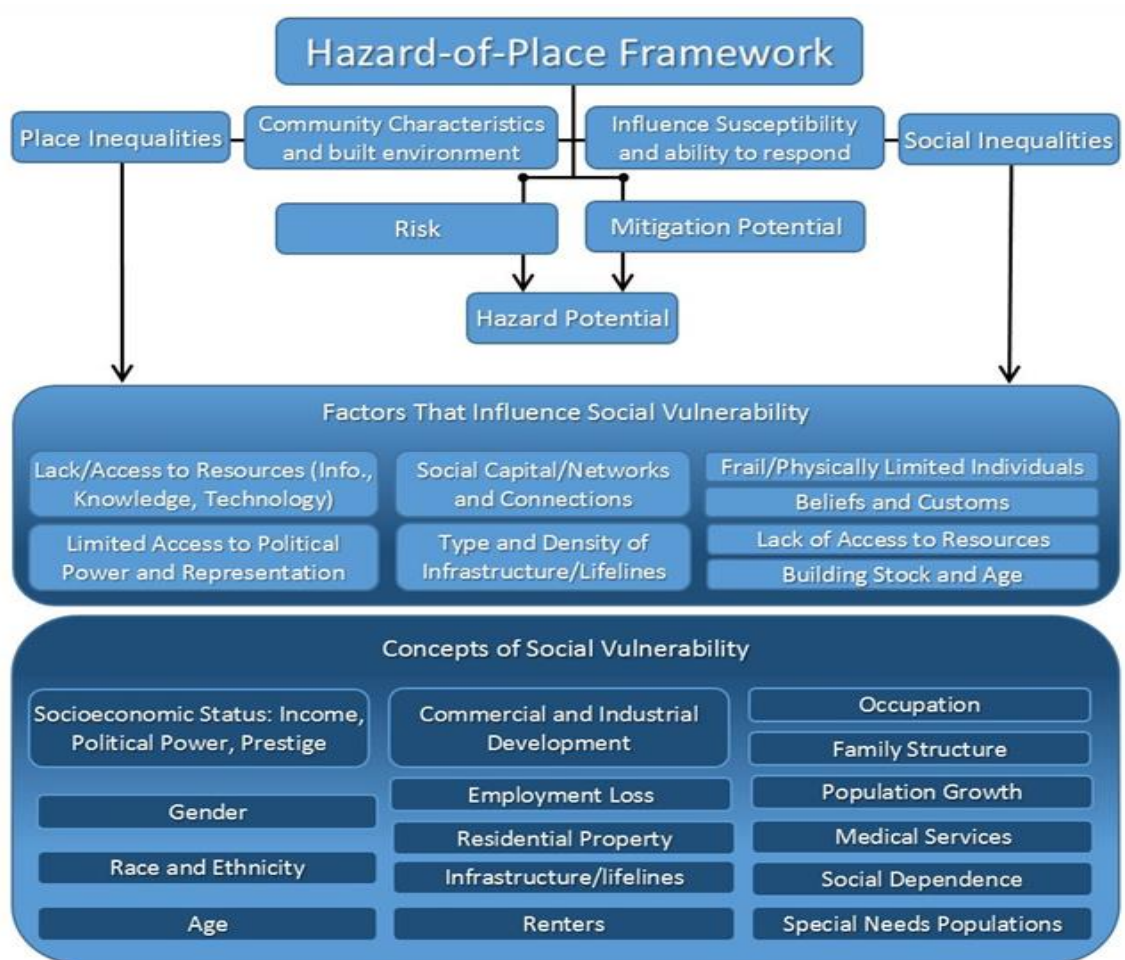 Hazard-of-Place Framework
Place Inequalities
Community Characteristics
and built environment
Influence Susceptibility
and ability to respond
Social Inequalities
Risk
Mitigation Potential
Hazard Potential
Factors That Influence Social Vulnerability
Lack/Access to Resources (Info.,
Knowledge, Technology)
Limited Access to Political
Power and Representation
Social Capital/Networks
and Connections
Type and Density of
Infrastructure/Lifelines
Frail/Physically Limited Individuals
Beliefs and Customs
Lack of Access to Resources
Building Stock and Age
Concepts of Social Vulnerability
Socioeconomic Status: Income,
Political Power, Prestige
Gender
Race and Ethnicity
Age
Commercial and Industrial
Development
Employment Loss
Residential Property
Infrastructure/lifelines
Renters
Occupation
Family Structure
Population Growth
Medical Services
Social Dependence
Special Needs Populations